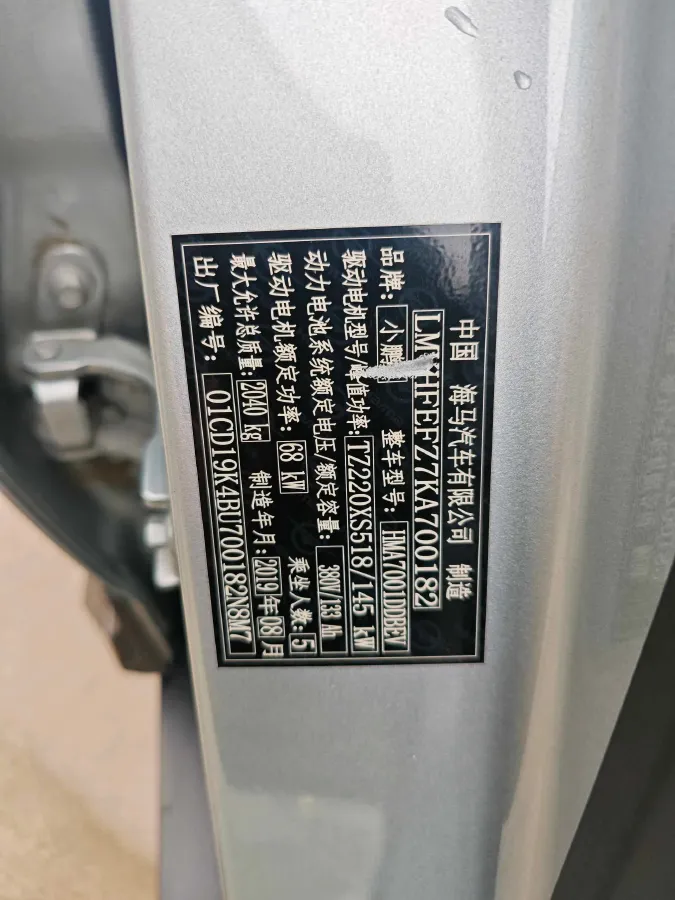 中国 海马汽车有限公司 制造
LMVHFEFZ7KA700182
品牌: 小鹏 整车型号: HMA7001DDBEV
驱动电机型号/峰值功率: TZ220XS518/145 kW
动力电池系统额定电压/额定容量: 380V/133 Ah
驱动电机额定功率: 68 kW 乘坐人数: 5
最大允许总质量: 2040 kg 制造年月: 2019年08月
出厂编号: 01CD19K4BU700182N8M7